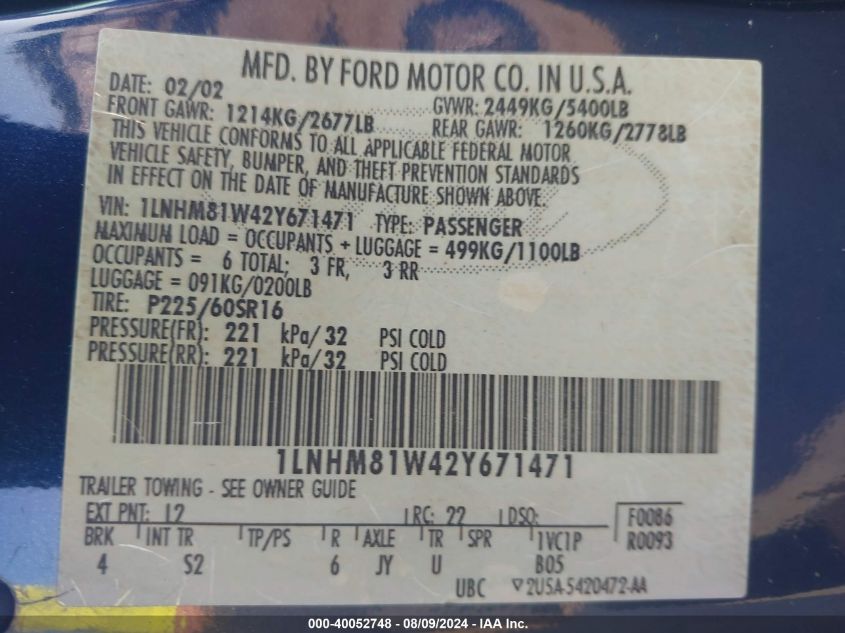 MFD. BY FORD MOTOR CO. IN U.S.A.
DATE: 02/02 GVWR: 2449KG/5400LB
FRONT GAWR: 1214KG/2677LB REAR GAWR: 1260KG/2778LB
THIS VEHICLE CONFORMS TO ALL APPLICABLE FEDERAL MOTOR
VEHICLE SAFETY, BUMPER, AND THEFT PREVENTION STANDARDS
IN EFFECT ON THE DATE OF MANUFACTURE SHOWN ABOVE.
VIN: 1LNHM81W42Y671471 TYPE: PASSENGER
MAXIMUM LOAD = OCCUPANTS + LUGGAGE = 499KG/1100LB
OCCUPANTS = 6 TOTAL; 3 FR, 3 RR
LUGGAGE = 091KG/0200LB
TIRE: P225/60SR16
PRESSURE(FR): 221 kPa/32 PSI COLD
PRESSURE(RR): 221 kPa/32 PSI COLD
1LNHM81W42Y671471
TRAILER TOWING - SEE OWNER GUIDE
EXT PNT: 12 RC: 22 DSO: F0086
BRK INT TR TP/PS R AXLE TR SPR 1VC1P R0093
4 S2 6 JY U B05
UBC ▽2U5A-5420472-AA
000-40052748 - 08/09/2024 - IAAI.com